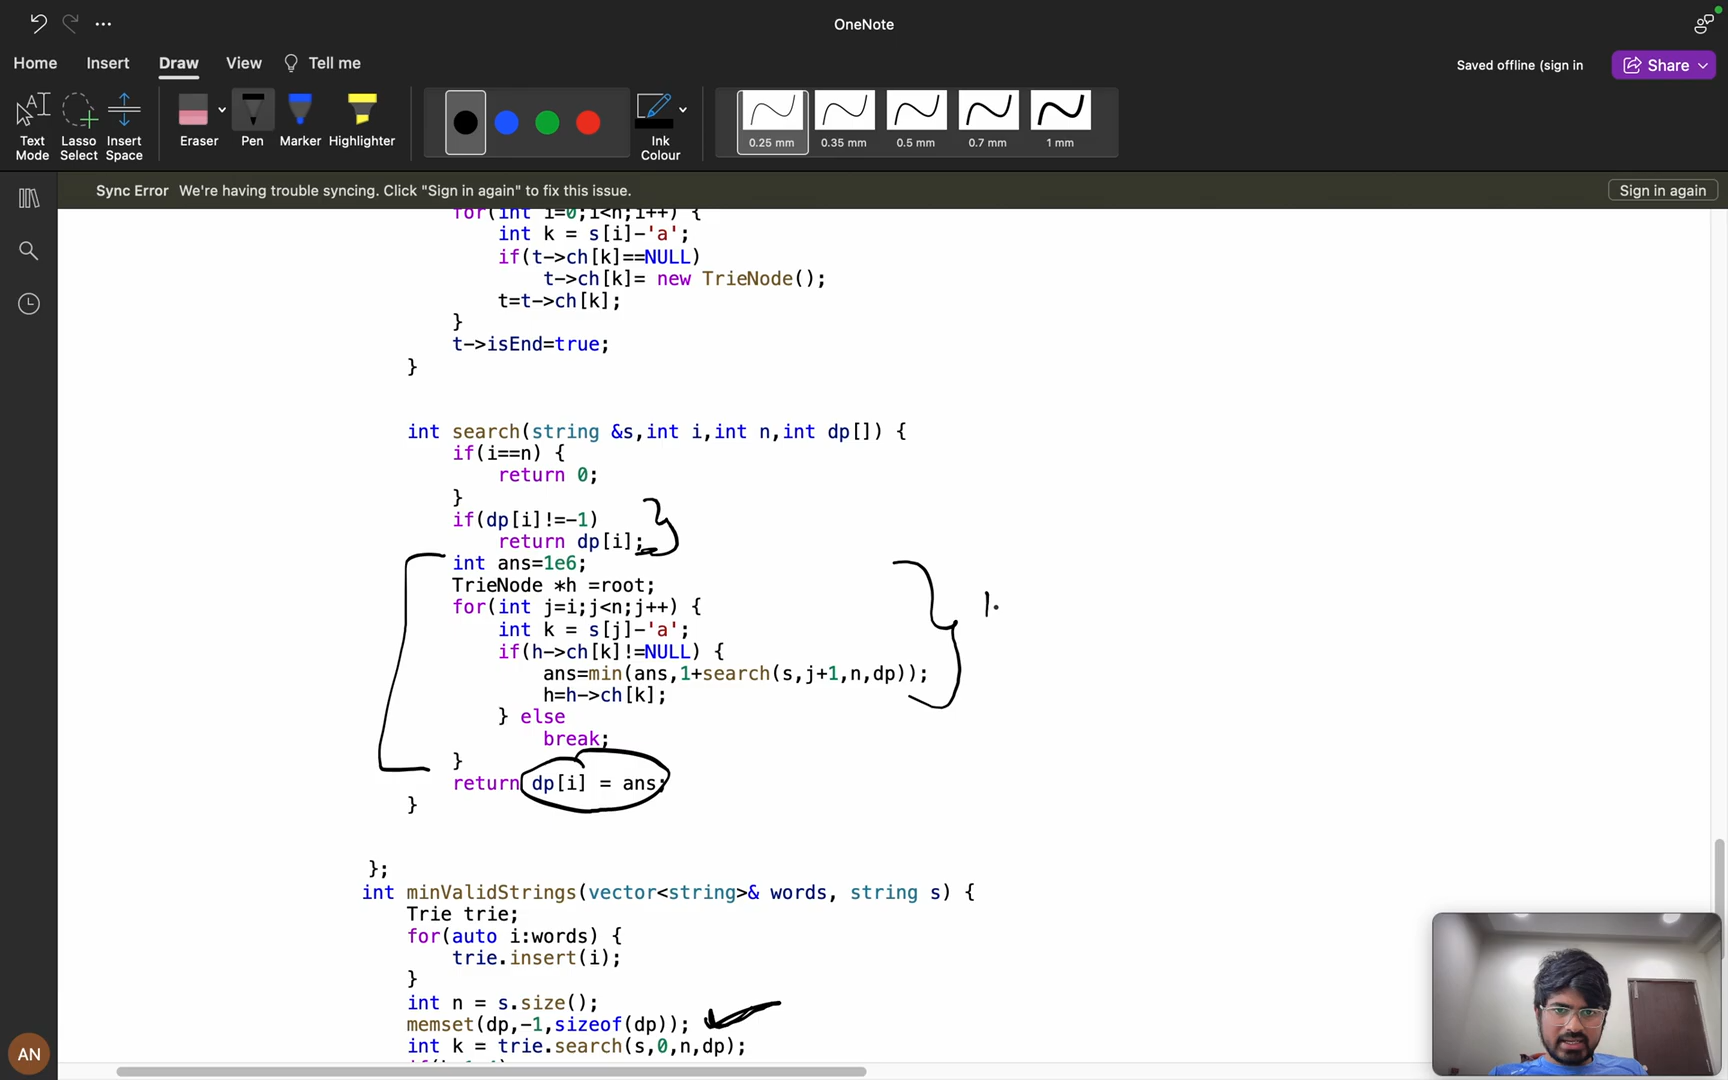 OneNote
Home Insert Draw View Tell me
Saved offline (sign in
Share
Text Mode
Lasso Select
Insert Space
Eraser
Pen
Marker
Highlighter
Ink Colour
0.25 mm
0.35 mm
0.5 mm
0.7 mm
1 mm
Sync Error We're having trouble syncing. Click "Sign in again" to fix this issue.
Sign in again
for(int i=0;i<n;i++) {
int k = s[i]-'a';
if(t->ch[k]==NULL)
t->ch[k]= new TrieNode();
t=t->ch[k];
}
t->isEnd=true;
}
int search(string &s,int i,int n,int dp[]) {
if(i==n) {
return 0;
}
if(dp[i]!=-1)
return dp[i];
int ans=1e6;
TrieNode *h =root;
for(int j=i;j<n;j++) {
int k = s[j]-'a';
if(h->ch[k]!=NULL) {
ans=min(ans,1+search(s,j+1,n,dp));
h=h->ch[k];
} else
break;
}
return dp[i] = ans;
}
};
int minValidStrings(vector<string>& words, string s) {
Trie trie;
for(auto i:words) {
trie.insert(i);
}
int n = s.size();
memset(dp,-1,sizeof(dp));
int k = trie.search(s,0,n,dp);
AN